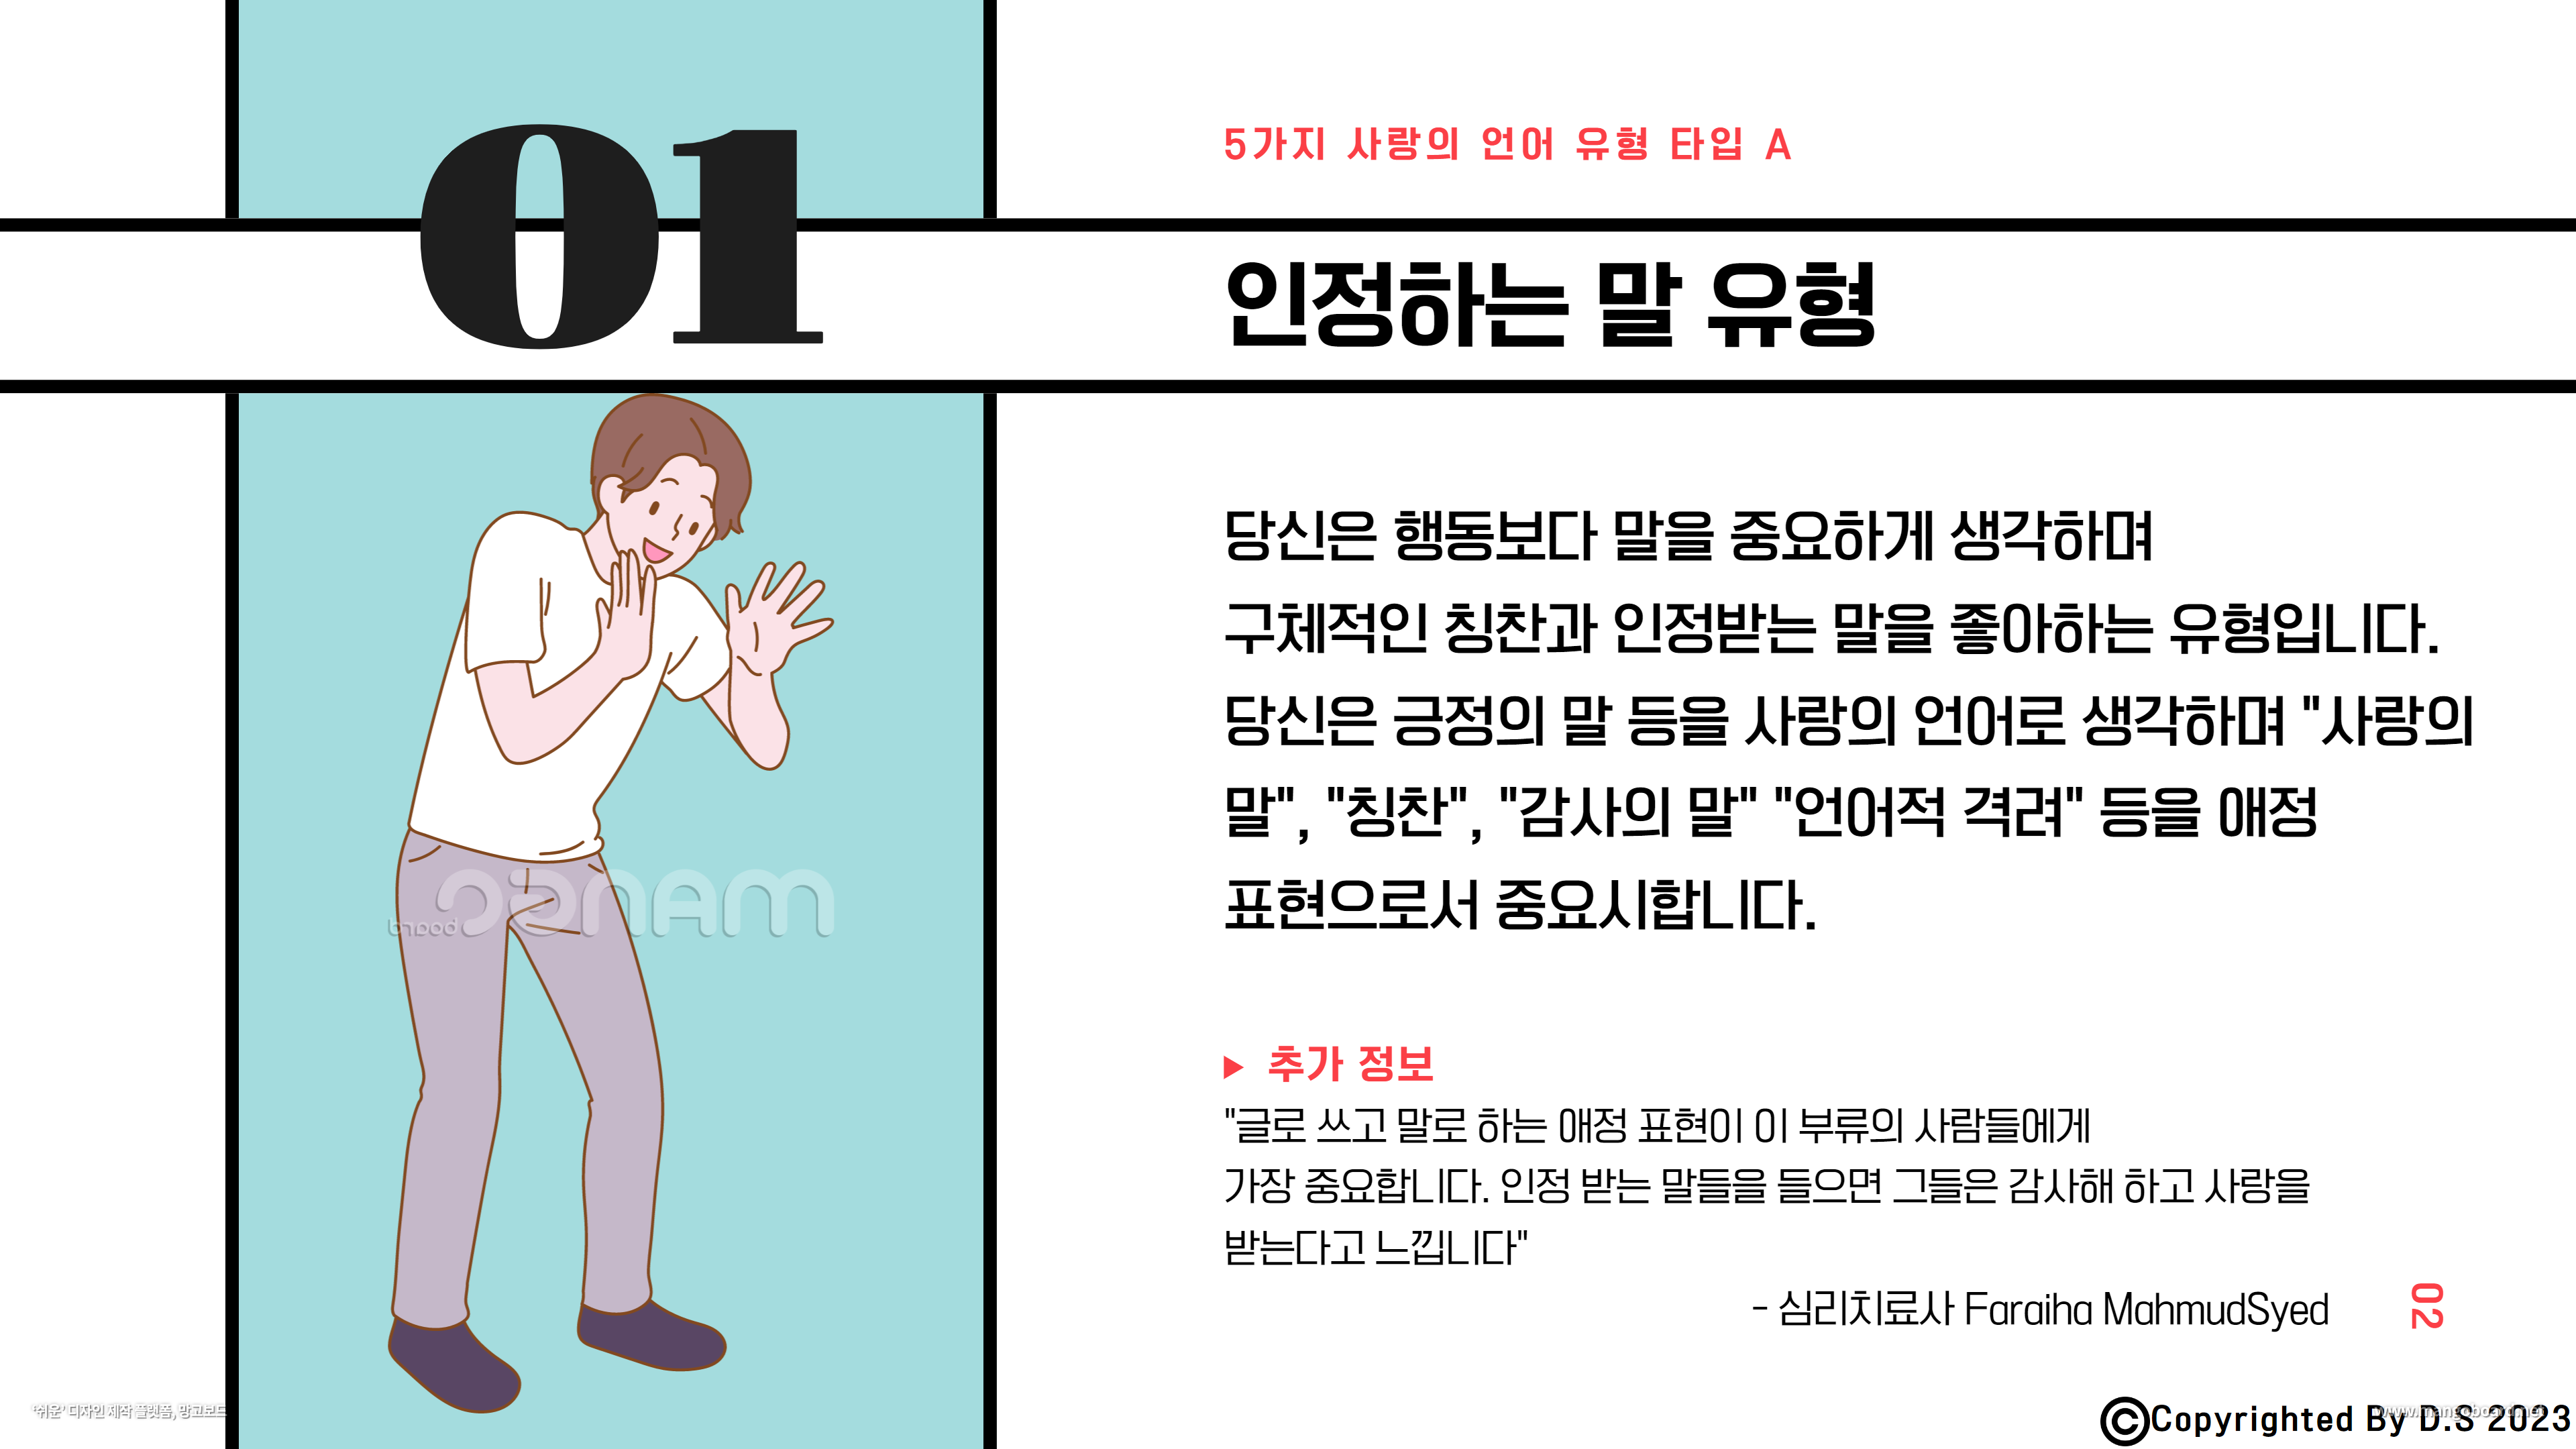 01
5가지 사랑의 언어 유형 타입 A
인정하는 말 유형
당신은 행동보다 말을 중요하게 생각하며
구체적인 칭찬과 인정받는 말을 좋아하는 유형입니다.
당신은 긍정의 말 등을 사랑의 언어로 생각하며 "사랑의
말", "칭찬", "감사의 말" "언어적 격려" 등을 애정
표현으로서 중요시합니다.
▶ 추가 정보
"글로 쓰고 말로 하는 애정 표현이 이 부류의 사람들에게
가장 중요합니다. 인정 받는 말들을 들으면 그들은 감사해 하고 사랑을
받는다고 느낍니다"
- 심리치료사 Faraiha MahmudSyed
02
MANGO board
'쉬운' 디자인 제작 플랫폼, 망고보드
©Copyrighted By D.S 2023
www.mangoboard.net